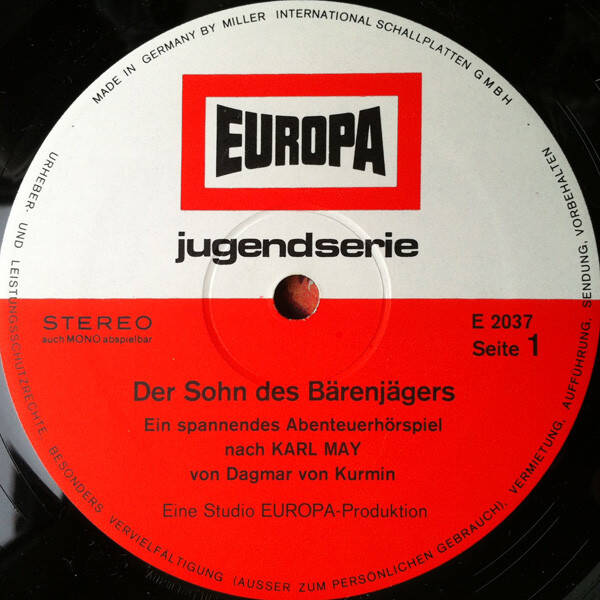 MADE IN GERMANY BY MILLER INTERNATIONAL SCHALLPLATTEN GMBH
EUROPA
jugendserie
STEREO
auch MONO abspielbar
E 2037
Seite 1
Der Sohn des Bärenjägers
Ein spannendes Abenteuerhörspiel
nach KARL MAY
von Dagmar von Kurmin
Eine Studio EUROPA-Produktion
URHEBER- UND LEISTUNGSSCHUTZRECHTE, BESONDERS VERVIELFÄLTIGUNG (AUSSER ZUM PERSÖNLICHEN GEBRAUCH), VERMIETUNG, AUFFÜHRUNG, SENDUNG, VORBEHALTEN